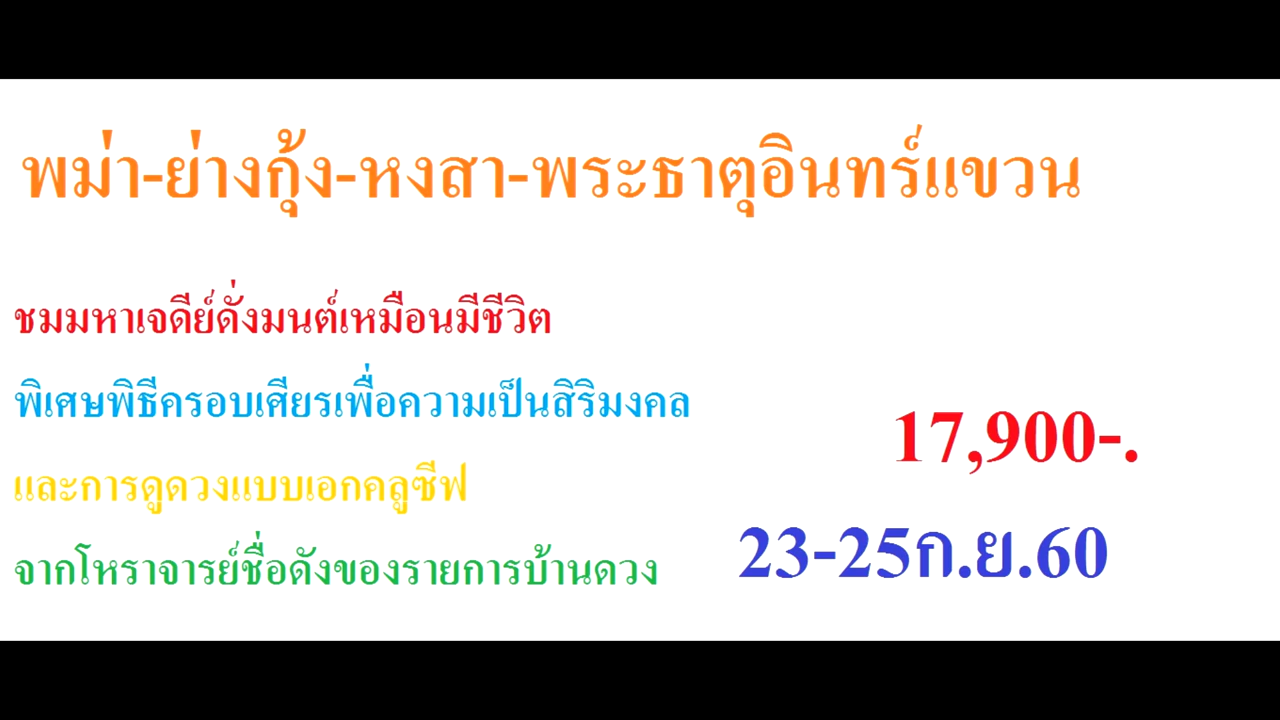 พม่า-ย่างกุ้ง-หงสา-พระธาตุอินทร์แขวน
ชมมหาเจดีย์ดั่งมนต์เหมือนมีชีวิต
พิเศษพิธีครอบเศียรเพื่อความเป็นสิริมงคล
17,900-.
และการดูดวงแบบเอกคลูซีฟ
23-25ก.ย.60
จากโหราจารย์ชื่อดังของรายการบ้านดวง